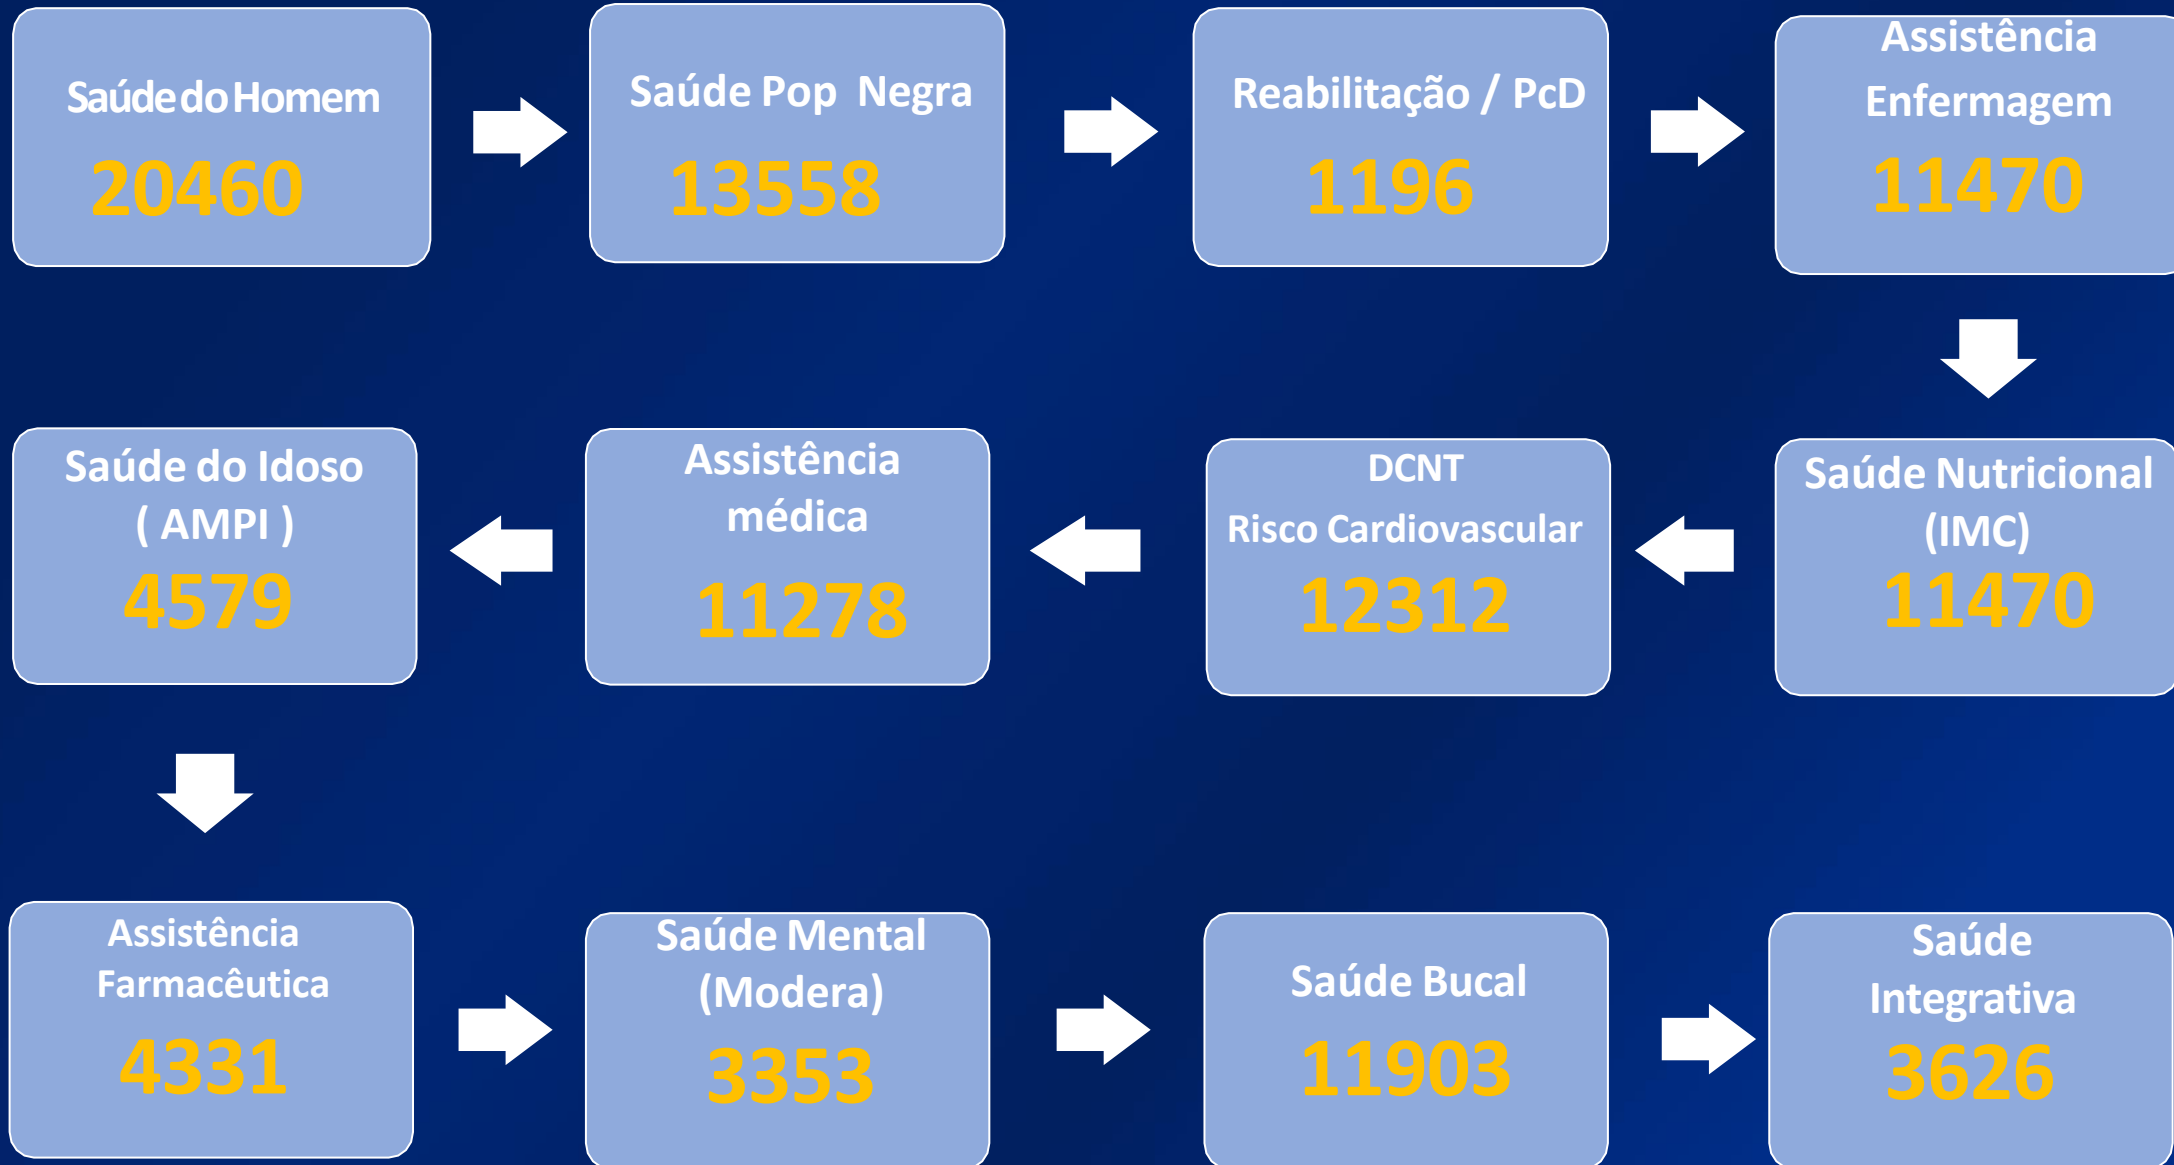 Saúde do Homem
20460
Saúde Pop Negra
13558
Reabilitação / PcD
1196
Assistência
Enfermagem
11470
Saúde Nutricional
(IMC)
11470
DCNT
Risco Cardiovascular
12312
Assistência
médica
11278
Saúde do Idoso
( AMPI )
4579
Assistência
Farmacêutica
4331
Saúde Mental
(Modera)
3353
Saúde Bucal
11903
Saúde
Integrativa
3626